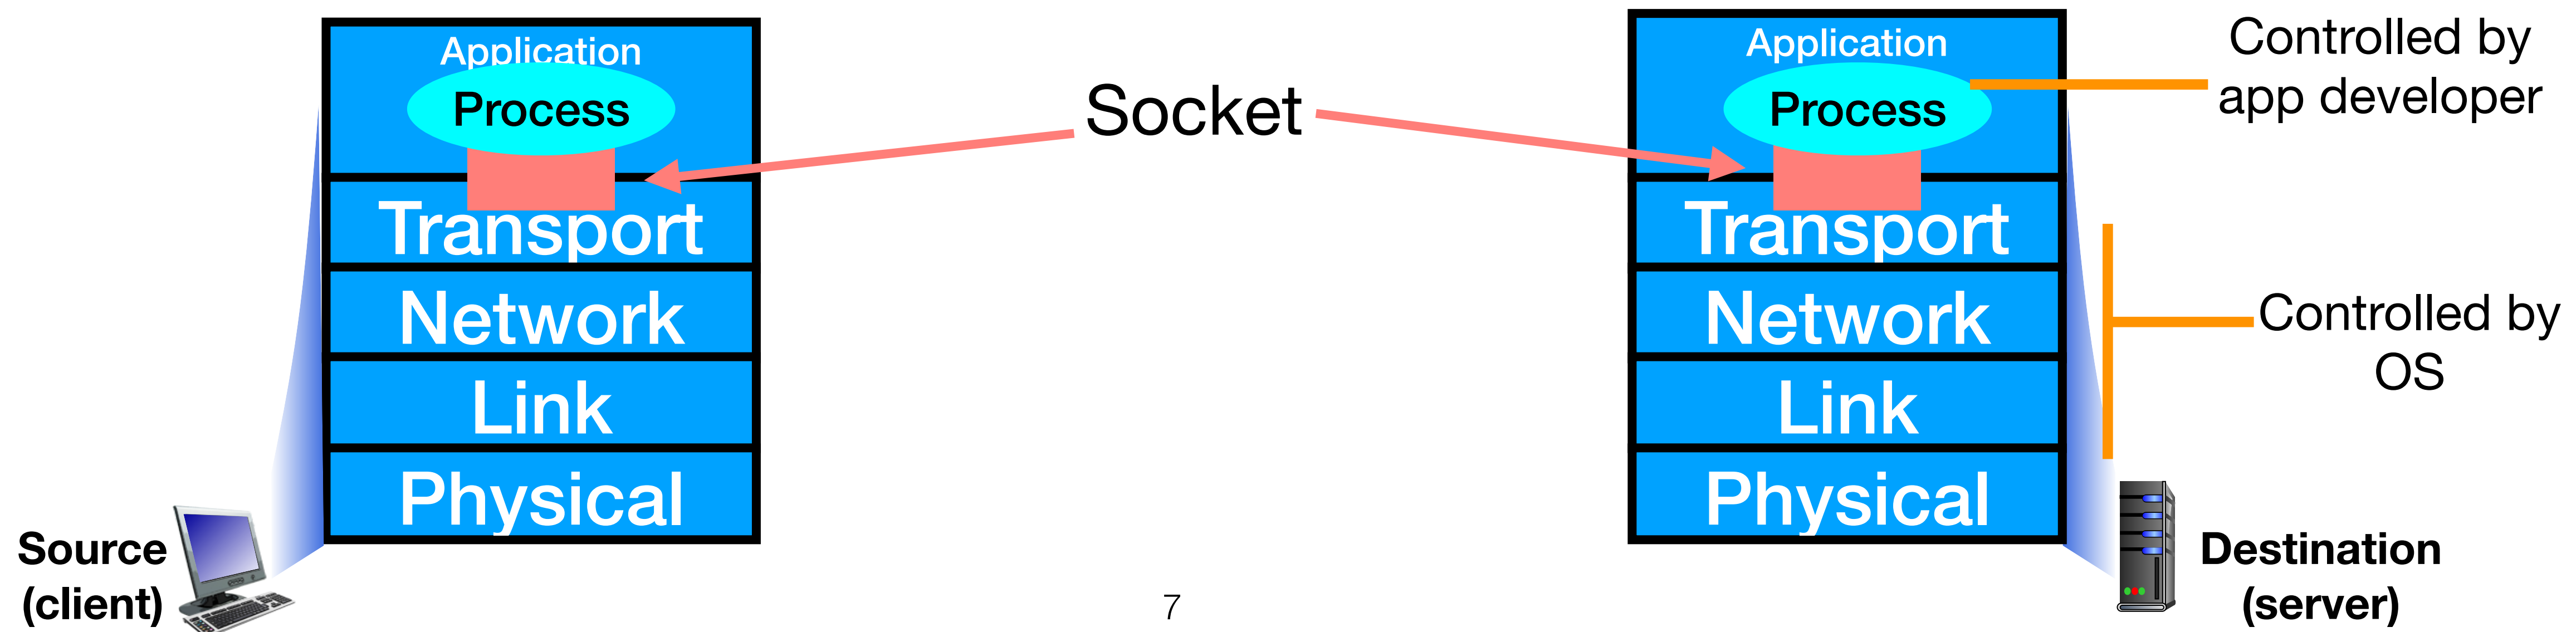 Application
Process
Transport
Network
Link
Physical
Source
(client)
Socket
Application
Process
Transport
Network
Link
Physical
Controlled by
app developer
Controlled by
OS
Destination
(server)
7